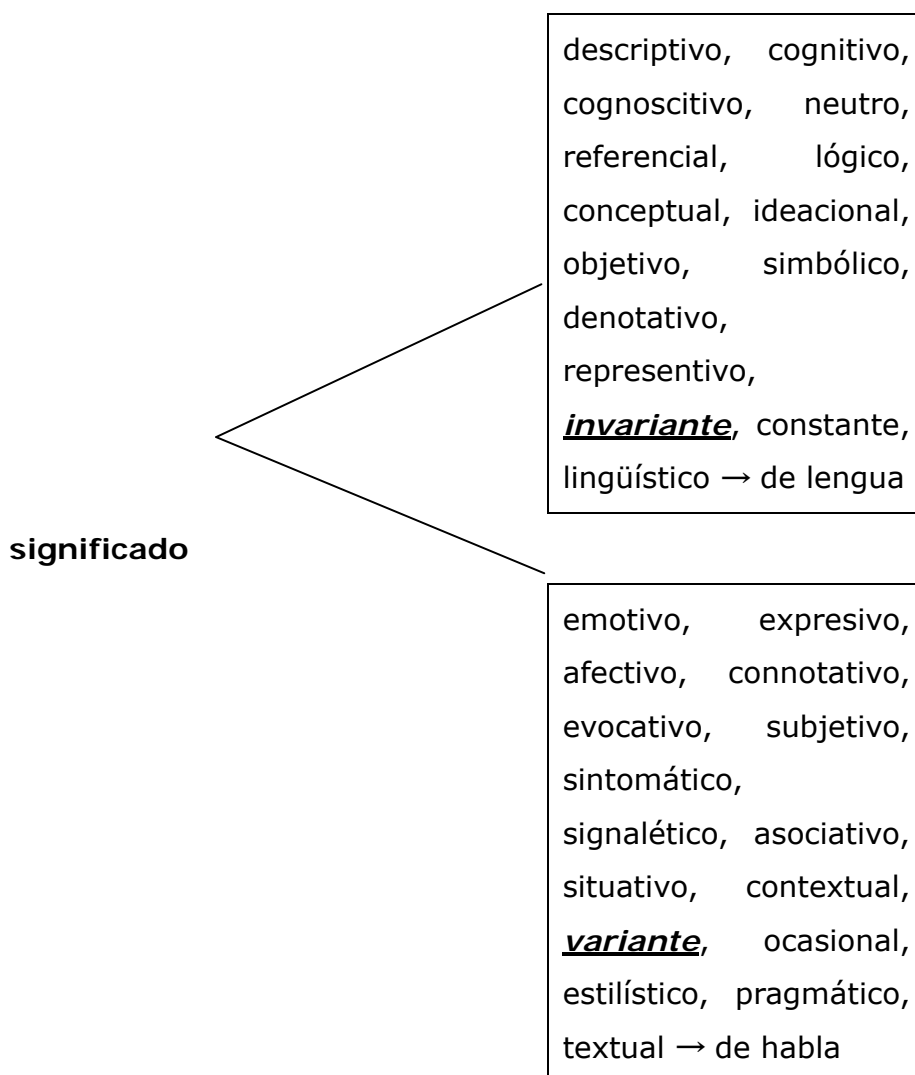 descriptivo, cognitivo,
cognoscitivo, neutro,
referencial, lógico,
conceptual, ideacional,
objetivo, simbólico,
denotativo,
representivo,
invariante, constante,
lingüístico → de lengua
significado
emotivo, expresivo,
afectivo, connotativo,
evocativo, subjetivo,
sintomático,
signalético, asociativo,
situativo, contextual,
variante, ocasional,
estilístico, pragmático,
textual → de habla